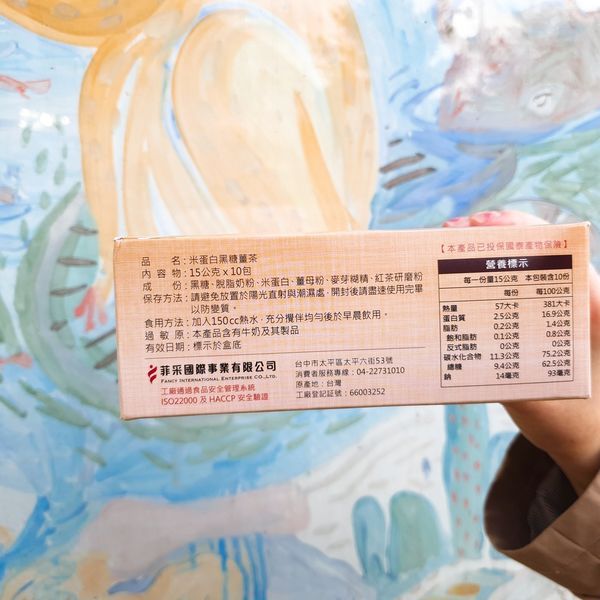 品 名：米蛋白黑糖薑茶
內 容 物：15公克 x 10包
成 份：黑糖、脫脂奶粉、米蛋白、薑母粉、麥芽糊精、紅茶研磨粉
保存方法：請避免放置於陽光直射與潮濕處、開封後請盡速使用完畢
以防變質。
食用方法：加入150cc熱水，充分攪伴均勻後於早晨飲用。
過 敏 原：本產品含有牛奶及其製品
有效日期：標示於盒底
菲采國際事業有限公司
FANCY INTERNATIONAL ENTERPRISE CO., LTD.
工廠通過食品安全管理系統
ISO22000 及 HACCP 安全驗證
台中市太平區太平六街53號
消費者服務專線：04-22731010
原產地：台灣
工廠登記証號：66003252
【本產品已投保國泰產物保險】
營養標示
每一份量15公克 本包裝含10份
每份 每100公克
熱量 57大卡 381大卡
蛋白質 2.5公克 16.9公克
脂肪 0.2公克 1.4公克
飽和脂肪 0.1公克 0.8公克
反式脂肪 0公克 0公克
碳水化合物 11.3公克 75.2公克
總糖 9.4公克 62.5公克
鈉 14毫克 93毫克